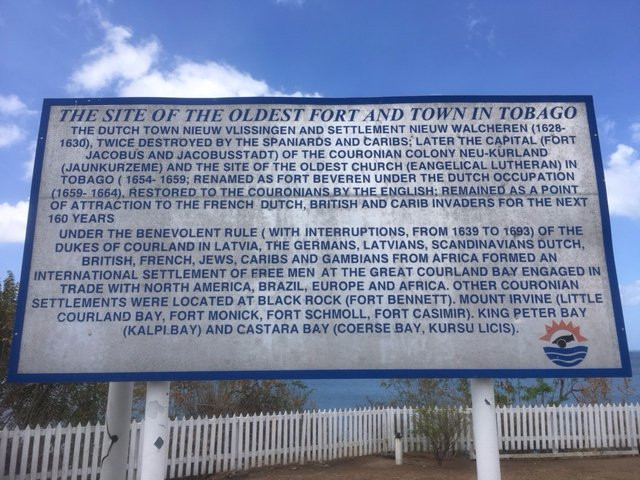 THE SITE OF THE OLDEST FORT AND TOWN IN TOBAGO
THE DUTCH TOWN NIEUW VLISSINGEN AND SETTLEMENT NIEUW WALCHEREN (1628-
1630), TWICE DESTROYED BY THE SPANIARDS AND CARIBS; LATER THE CAPITAL (FORT
JACOBUS AND JACOBUSSTADT) OF THE COURONIAN COLONY NEU-KURLAND
(JAUNKURZEME) AND THE SITE OF THE OLDEST CHURCH (EANGELICAL LUTHERAN) IN
TOBAGO ( 1654- 1659; RENAMED AS FORT BEVEREN UNDER THE DUTCH OCCUPATION
(1659- 1664), RESTORED TO THE COURONIANS BY THE ENGLISH; REMAINED AS A POINT
OF ATTRACTION TO THE FRENCH DUTCH, BRITISH AND CARIB INVADERS FOR THE NEXT
160 YEARS
UNDER THE BENEVOLENT RULE ( WITH INTERRUPTIONS, FROM 1639 TO 1693) OF THE
DUKES OF COURLAND IN LATVIA, THE GERMANS, LATVIANS, SCANDINAVIANS DUTCH,
BRITISH, FRENCH, JEWS, CARIBS AND GAMBIANS FROM AFRICA FORMED AN
INTERNATIONAL SETTLEMENT OF FREE MEN AT THE GREAT COURLAND BAY ENGAGED IN
TRADE WITH NORTH AMERICA, BRAZIL, EUROPE AND AFRICA. OTHER COURONIAN
SETTLEMENTS WERE LOCATED AT BLACK ROCK (FORT BENNETT). MOUNT IRVINE (LITTLE
COURLAND BAY, FORT MONICK, FORT SCHMOLL, FORT CASIMIR). KING PETER BAY
(KALPI.BAY) AND CASTARA BAY (COERSE BAY, KURSU LICIS).